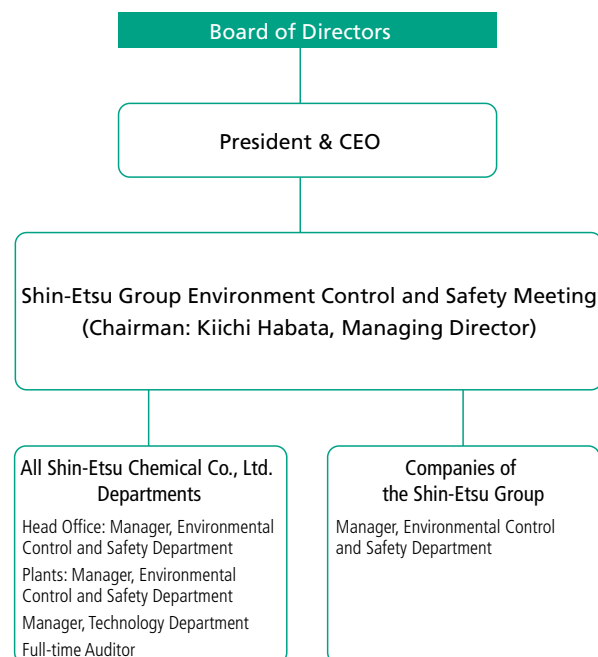 Board of Directors
President & CEO
Shin-Etsu Group Environment Control and Safety Meeting
(Chairman: Kiichi Habata, Managing Director)
All Shin-Etsu Chemical Co., Ltd.
Departments
Head Office: Manager, Environmental
Control and Safety Department
Plants: Manager, Environmental
Control and Safety Department
Manager, Technology Department
Full-time Auditor
Companies of
the Shin-Etsu Group
Manager, Environmental Control
and Safety Department